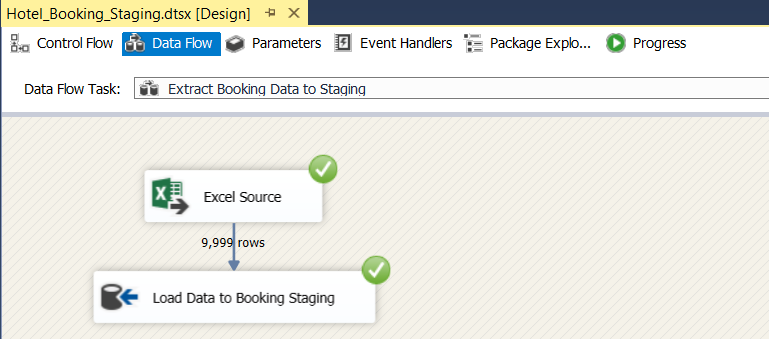 Hotel_Booking_Staging.dtsx [Design]
Control Flow Data Flow Parameters Event Handlers Package Explo... Progress
Data Flow Task: Extract Booking Data to Staging
Excel Source
9,999 rows
Load Data to Booking Staging